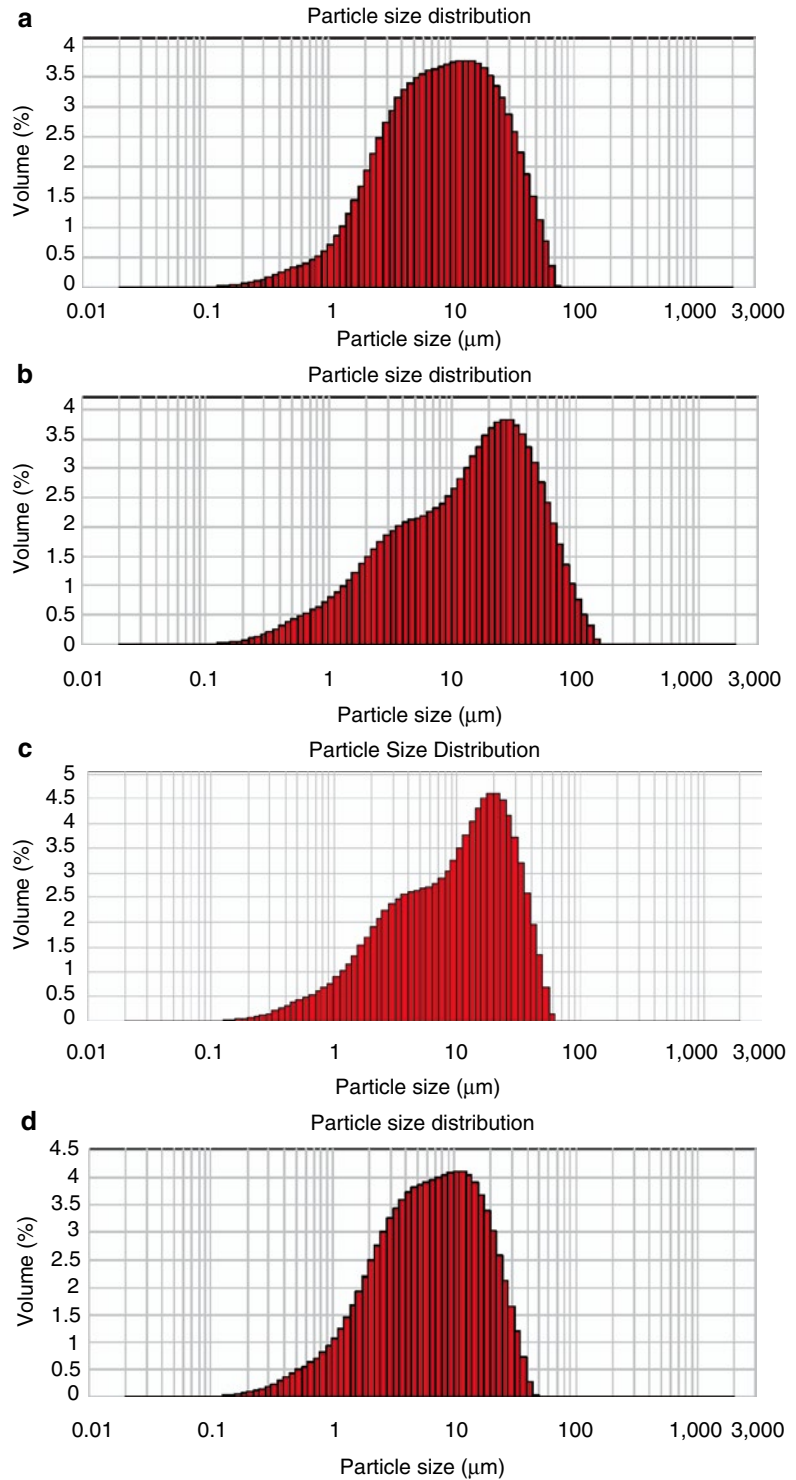 a
Particle size distribution
Volume (%)
4
3.5
3
2.5
2
1.5
1
0.5
0
0.01 0.1 1 10 100 1,000 3,000
Particle size (μm)
b
Particle size distribution
Volume (%)
4
3.5
3
2.5
2
1.5
1
0.5
0
0.01 0.1 1 10 100 1,000 3,000
Particle size (μm)
c
Particle Size Distribution
Volume (%)
5
4.5
4
3.5
3
2.5
2
1.5
1
0.5
0
0.01 0.1 1 10 100 1,000 3,000
Particle size (μm)
d
Particle size distribution
Volume (%)
4.5
4
3.5
3
2.5
2
1.5
1
0.5
0
0.01 0.1 1 10 100 1,000 3,000
Particle size (μm)